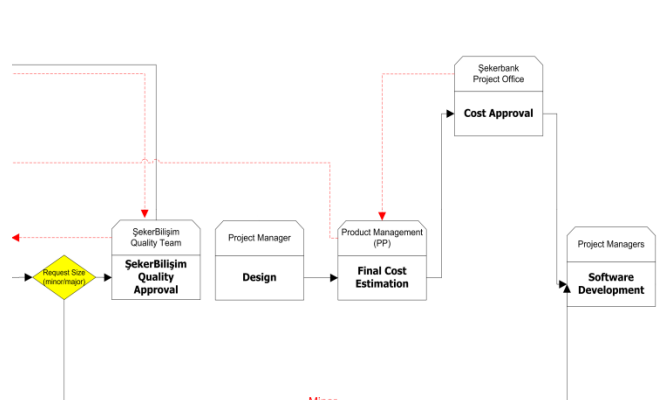 Şekerbank
Project Office
Cost Approval
ŞekerBilişim
Quality Team
ŞekerBilişim
Quality
Approval
Project Manager
Design
Product Management
(PP)
Final Cost
Estimation
Project Managers
Software
Development
Request Size
(minor/major)